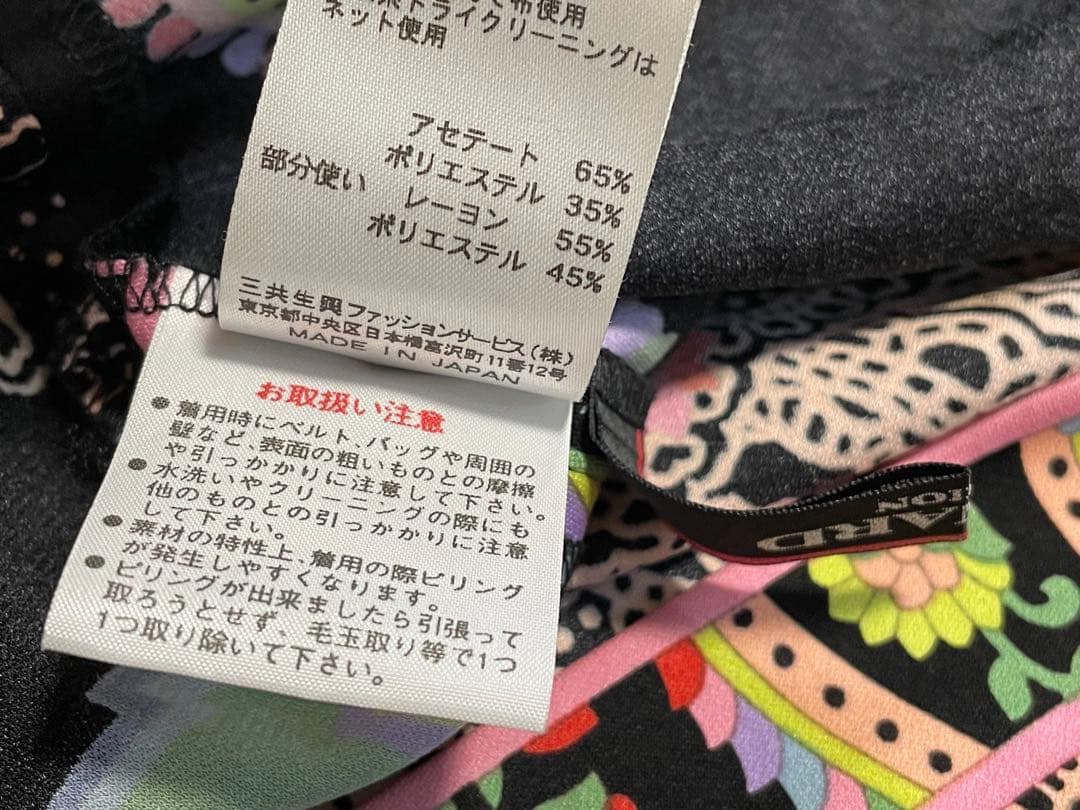 布使用
ドライクリーニングは
ネット使用
アセテート 65%
ポリエステル 35%
部分使い レーヨン 55%
ポリエステル 45%
三共生興ファッションサービス(株)
東京都中央区日本橋富沢町11番12号
MADE IN JAPAN
お取扱い注意
●着用時にベルト、バッグや周囲の
壁など、表面の粗いものとの摩擦
や引っかかりに注意して下さい。
●水洗いやクリーニングの際にも
他のものとの引っかかりに注意
して下さい。
●素材の特性上、着用の際ピリング
が発生しやすくなります。
●ピリングが出来ましたら引張って
取ろうとせず、毛玉取り等で1つ
1つ取り除いて下さい。
ARD
ION